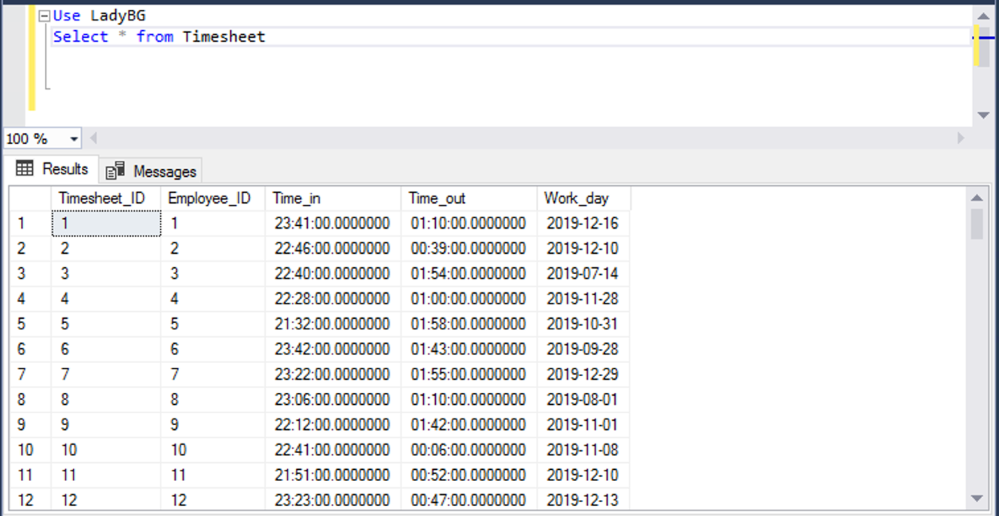 Use LadyBG
Select * from Timesheet
100 %
Results Messages
Timesheet_ID Employee_ID Time_in Time_out Work_day
1 1 1 23:41:00.0000000 01:10:00.0000000 2019-12-16
2 2 2 22:46:00.0000000 00:39:00.0000000 2019-12-10
3 3 3 22:40:00.0000000 01:54:00.0000000 2019-07-14
4 4 4 22:28:00.0000000 01:00:00.0000000 2019-11-28
5 5 5 21:32:00.0000000 01:58:00.0000000 2019-10-31
6 6 6 23:42:00.0000000 01:43:00.0000000 2019-09-28
7 7 7 23:22:00.0000000 01:55:00.0000000 2019-12-29
8 8 8 23:06:00.0000000 01:10:00.0000000 2019-08-01
9 9 9 22:12:00.0000000 01:42:00.0000000 2019-11-01
10 10 10 22:41:00.0000000 00:06:00.0000000 2019-11-08
11 11 11 21:51:00.0000000 00:52:00.0000000 2019-12-10
12 12 12 23:23:00.0000000 00:47:00.0000000 2019-12-13